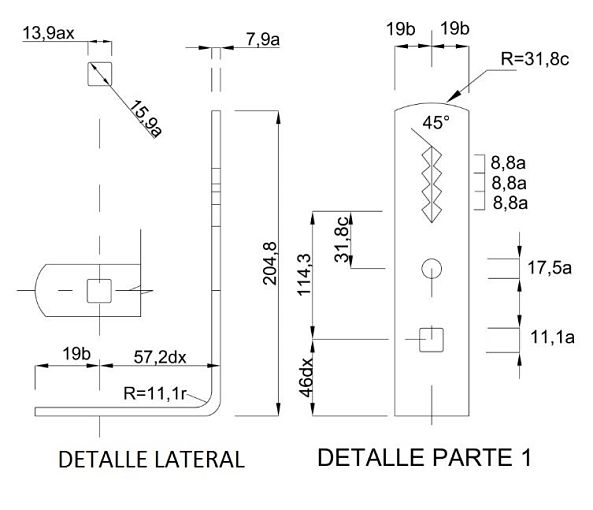 13,9ax
7,9a
15,9a
19b
19b
R=31,8c
45°
8,8a
8,8a
8,8a
204,8
31,8c
114,3
17,5a
11,1a
46dx
19b
57,2dx
R=11,1r
DETALLE LATERAL
DETALLE PARTE 1